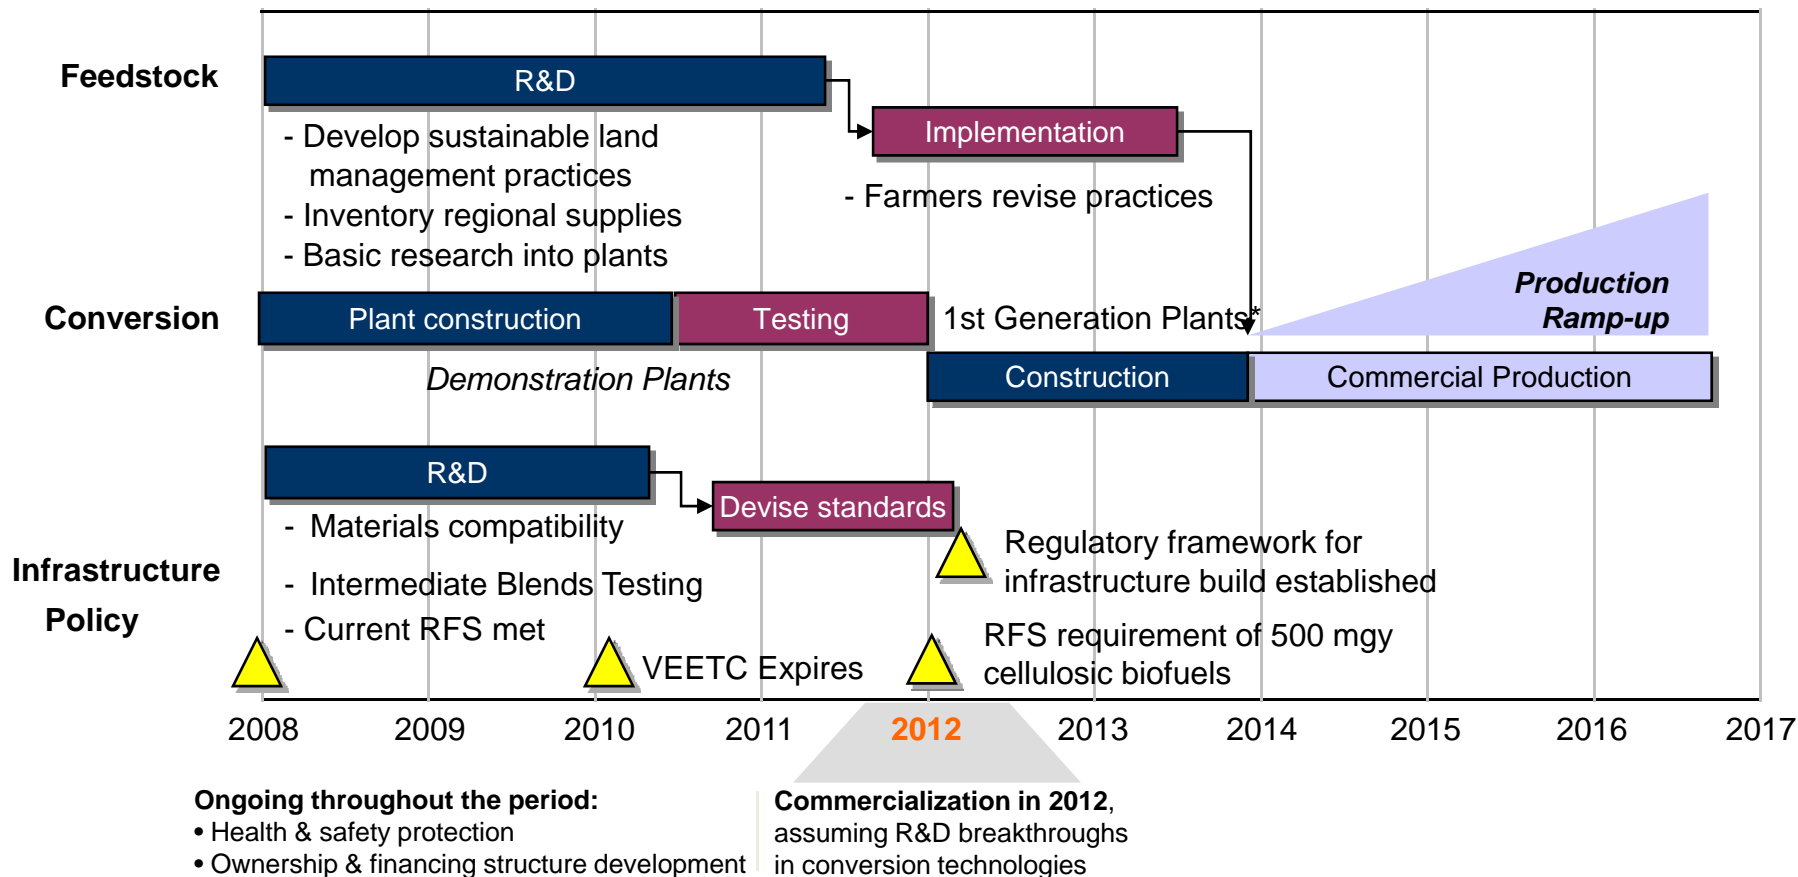 Feedstock
R&D
- Develop sustainable land
management practices
- Inventory regional supplies
- Basic research into plants
Implementation
- Farmers revise practices
Conversion
Plant construction
Testing
1st Generation Plants*
Production
Ramp-up
Demonstration Plants
Construction
Commercial Production
Infrastructure
Policy
R&D
- Materials compatibility
- Intermediate Blends Testing
- Current RFS met
Devise standards
Regulatory framework for
infrastructure build established
VEETC Expires
RFS requirement of 500 mgy
cellulosic biofuels
2008 2009 2010 2011 2012 2013 2014 2015 2016 2017
Ongoing throughout the period:
• Health & safety protection
• Ownership & financing structure development
Commercialization in 2012,
assuming R&D breakthroughs
in conversion technologies